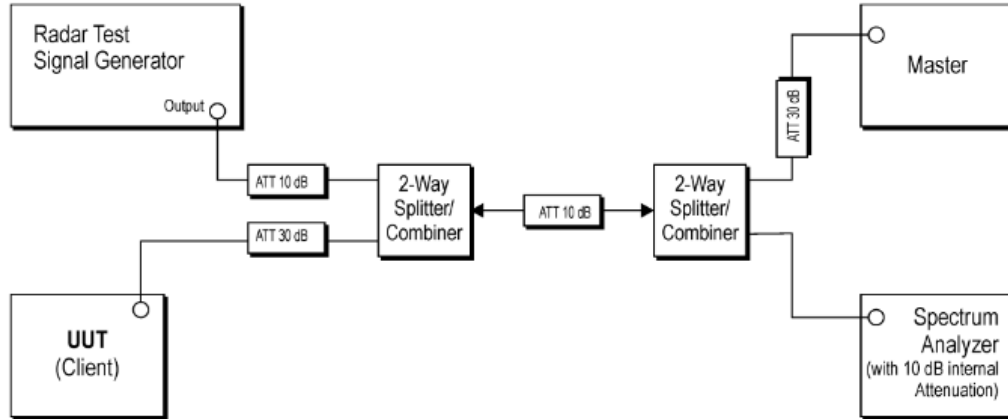 Radar Test
Signal Generator
Output
ATT 10 dB
ATT 30 dB
2-Way
Splitter/
Combiner
ATT 10 dB
2-Way
Splitter/
Combiner
ATT 30 dB
Master
UUT
(Client)
Spectrum
Analyzer
(with 10 dB internal
Attenuation)